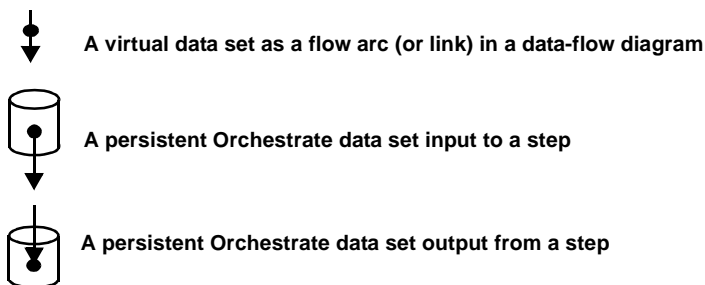 A virtual data set as a flow arc (or link) in a data-flow diagram
A persistent Orchestrate data set input to a step
A persistent Orchestrate data set output from a step